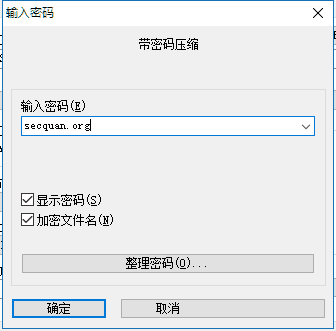 输入密码
带密码压缩
输入密码(E)
secquan.org
显示密码(S)
加密文件名(N)
整理密码(O)...
确定
取消